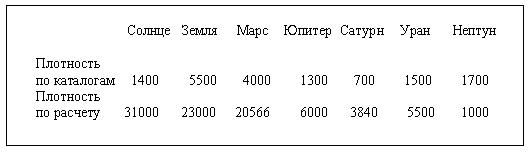 Солнце Земля Марс Юпитер Сатурн Уран Нептун
Плотность
по каталогам 1400 5500 4000 1300 700 1500 1700
Плотность
по расчету 31000 23000 20566 6000 3840 5500 1000